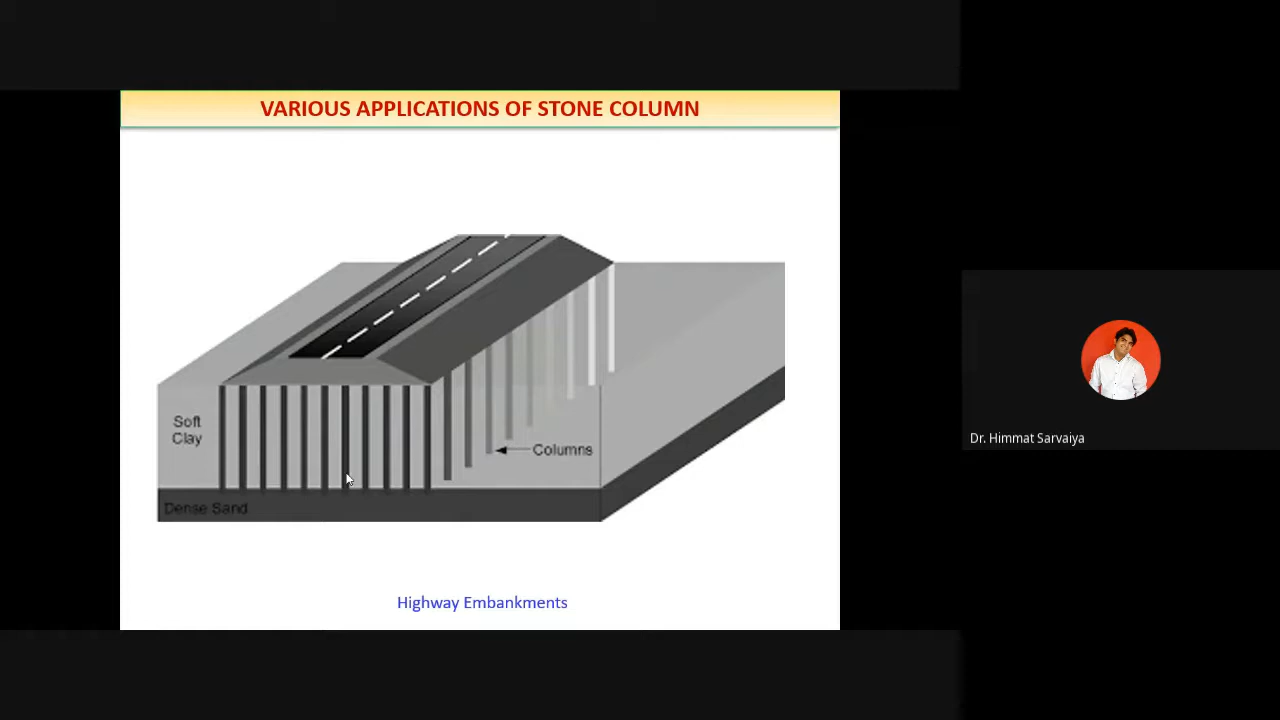 VARIOUS APPLICATIONS OF STONE COLUMN
Soft
Clay
Columns
Dense Sand
Highway Embankments
Dr. Himmat Sarvaiya